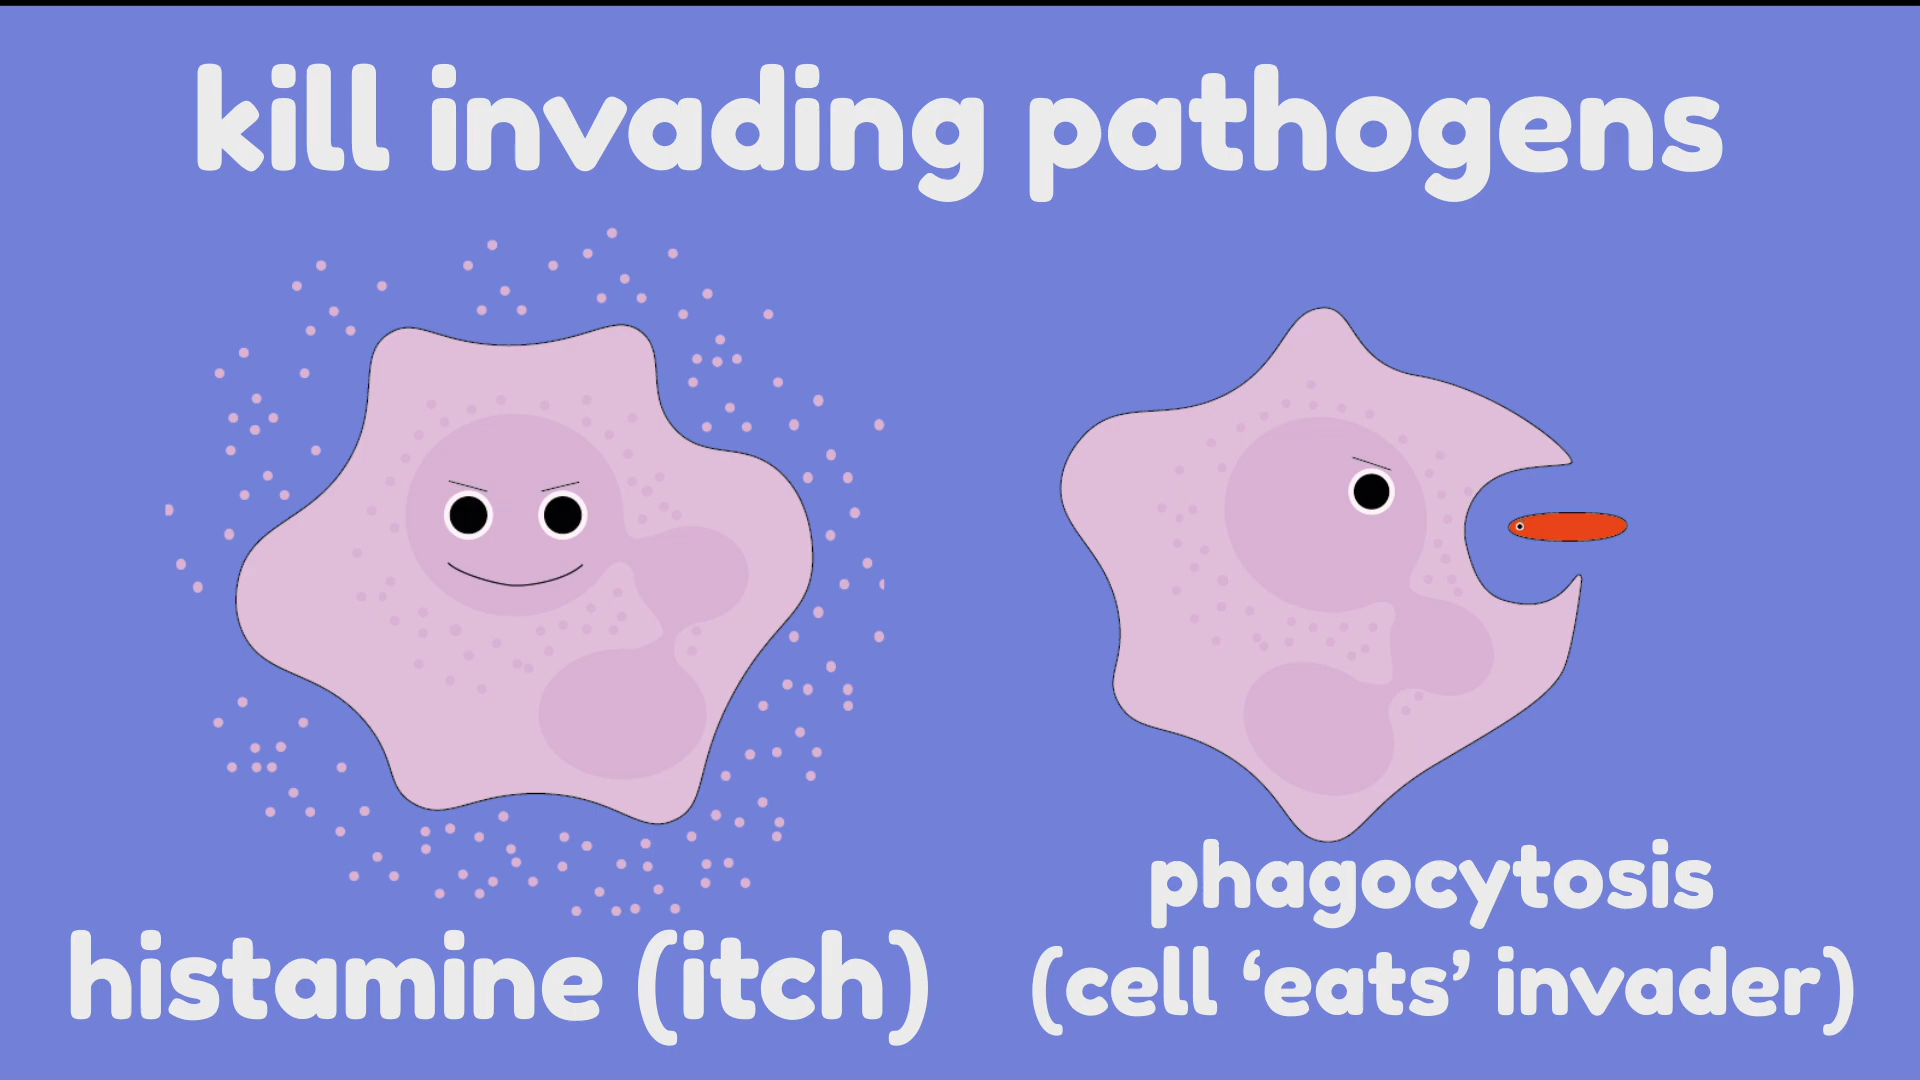 kill invading pathogens
histamine (itch)
phagocytosis
(cell ‘eats’ invader)